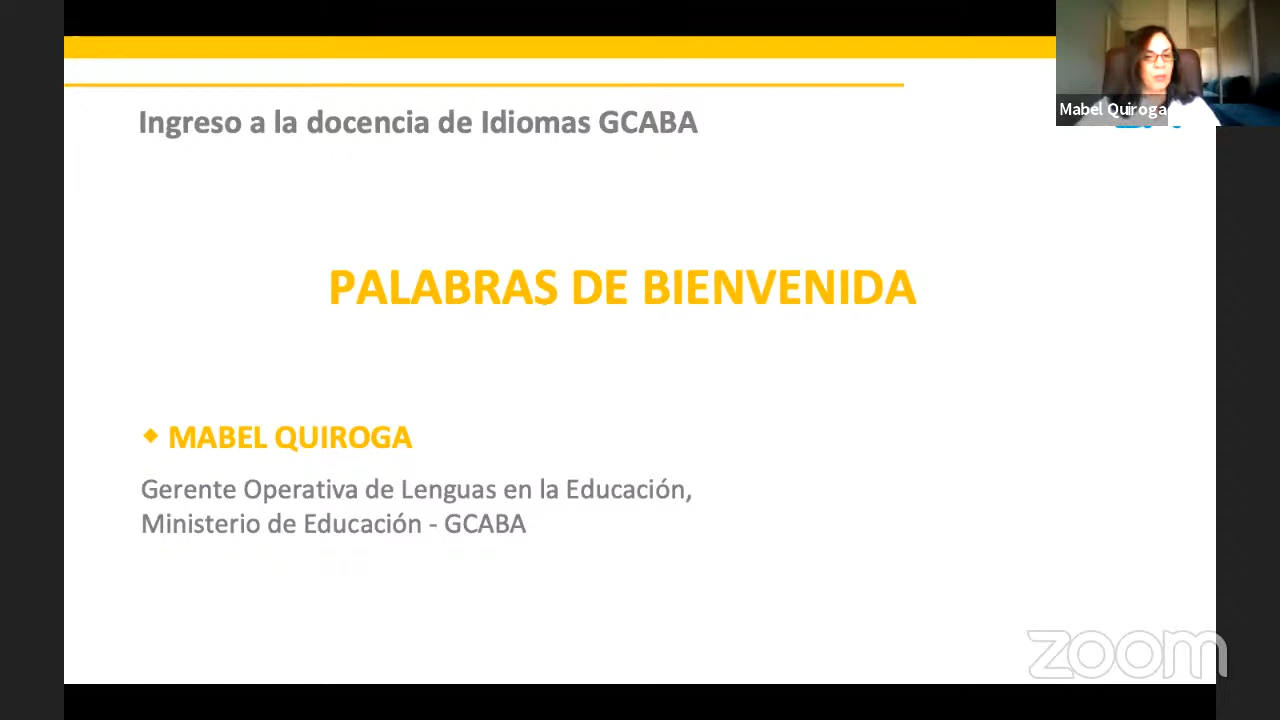 Ingreso a la docencia de Idiomas GCABA
Mabel Quiroga
PALABRAS DE BIENVENIDA
MABEL QUIROGA
Gerente Operativa de Lenguas en la Educación,
Ministerio de Educación - GCABA
zoom